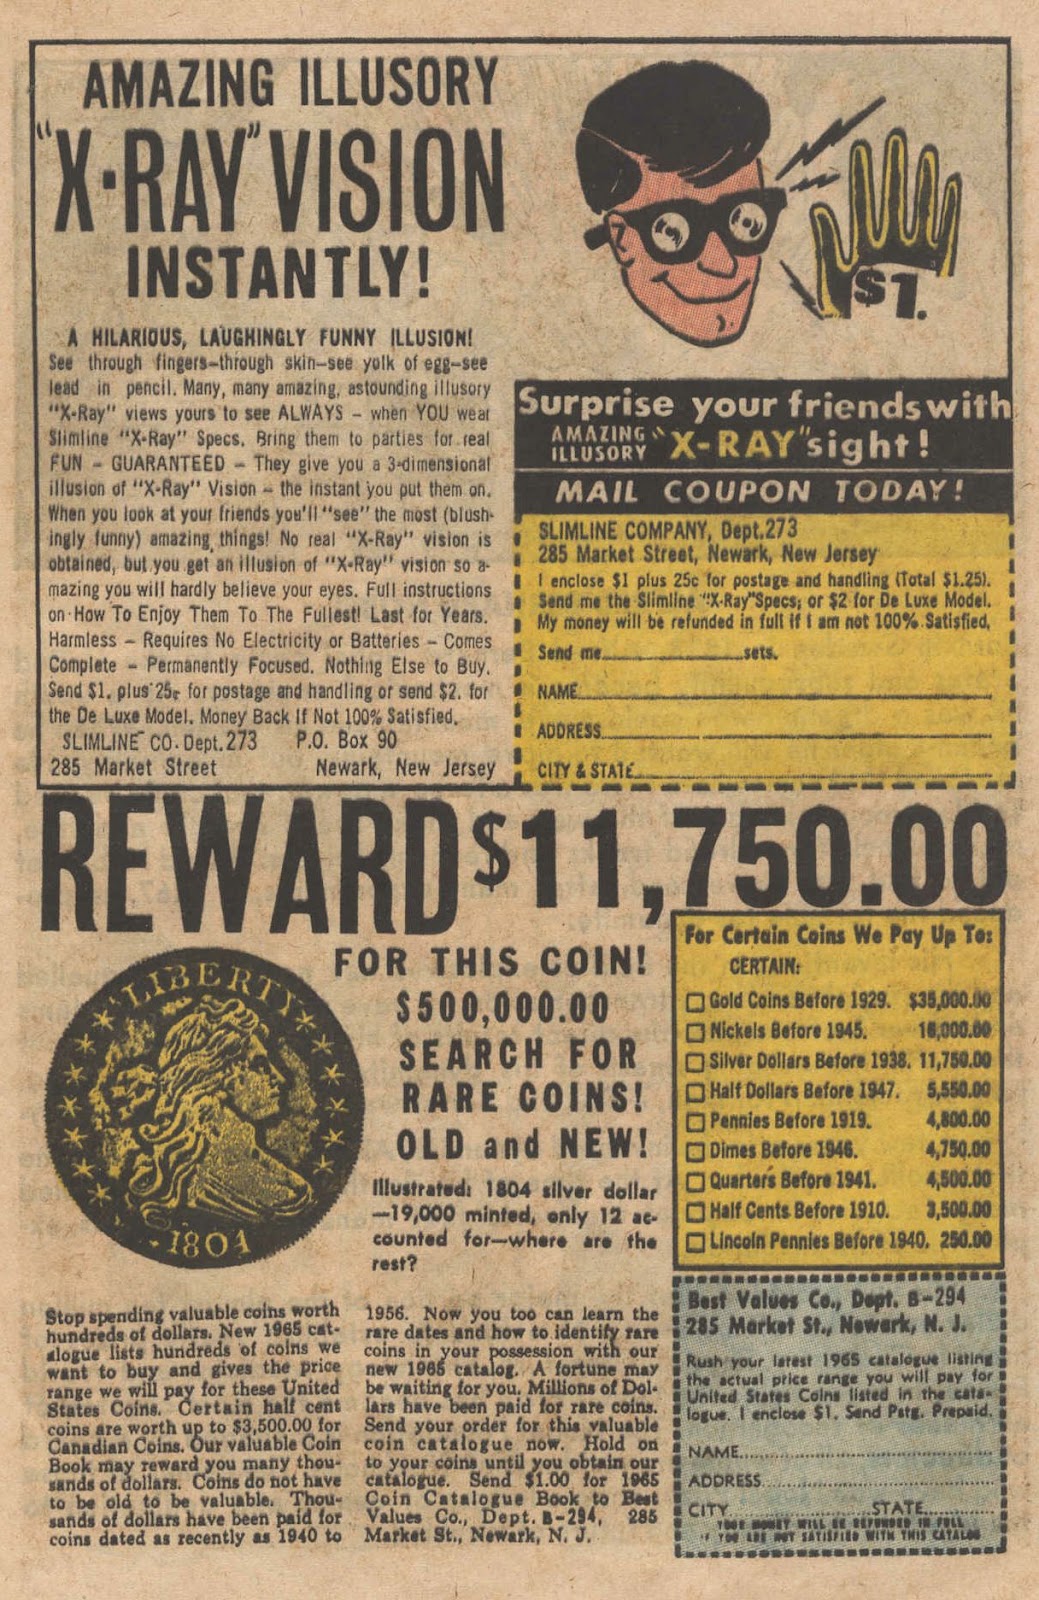 AMAZING ILLUSORY
"X-RAY" VISION
INSTANTLY!
A HILARIOUS, LAUGHINGLY FUNNY ILLUSION!
See through fingers—through skin—see yolk of egg—see
lead in pencil. Many, many amazing, astounding illusory
"X-Ray" views yours to see ALWAYS – when YOU wear
Slimline "X-Ray" Specs. Bring them to parties for real
FUN – GUARANTEED – They give you a 3-dimensional
illusion of "X-Ray" Vision – the instant you put them on.
When you look at your friends you'll "see" the most (blush-
ingly funny) amazing things! No real "X-Ray" vision is
obtained, but you get an illusion of "X-Ray" vision so a-
mazing you will hardly believe your eyes. Full instructions
on How To Enjoy Them To The Fullest! Last for Years.
Harmless – Requires No Electricity or Batteries – Comes
Complete – Permanently Focused. Nothing Else to Buy.
Send $1. plus 25c for postage and handling or send $2. for
the De Luxe Model. Money Back If Not 100% Satisfied.
SLIMLINE CO. Dept. 273 P.O. Box 90
285 Market Street Newark, New Jersey
$1.
Surprise your friends with
AMAZING
ILLUSORY "X-RAY" sight!
MAIL COUPON TODAY!
SLIMLINE COMPANY, Dept.273
285 Market Street, Newark, New Jersey
I enclose $1 plus 25c for postage and handling (Total $1.25).
Send me the Slimline "X-Ray"Specs; or $2 for De Luxe Model.
My money will be refunded in full if I am not 100% Satisfied.
Send me sets.
NAME
ADDRESS
CITY & STATE
REWARD $11,750.00
LIBERTY
1804
FOR THIS COIN!
$500,000.00
SEARCH FOR
RARE COINS!
OLD and NEW!
Illustrated: 1804 silver dollar
—19,000 minted, only 12 ac-
counted for—where are the
rest?
Stop spending valuable coins worth
hundreds of dollars. New 1965 cat-
alogue lists hundreds of coins we
want to buy and gives the price
range we will pay for these United
States Coins. Certain half cent
coins are worth up to $3,500.00 for
Canadian Coins. Our valuable Coin
Book may reward you many thou-
sands of dollars. Coins do not have
to be old to be valuable. Thou-
sands of dollars have been paid for
coins dated as recently as 1940 to
1956. Now you too can learn the
rare dates and how to identify rare
coins in your possession with our
new 1965 catalog. A fortune may
be waiting for you. Millions of Dol-
lars have been paid for rare coins.
Send your order for this valuable
coin catalogue now. Hold on
to your coins until you obtain our
catalogue. Send $1.00 for 1965
Coin Catalogue Book to Best
Values Co., Dept. B-294, 285
Market St., Newark, N. J.
For Certain Coins We Pay Up To:
CERTAIN:
Gold Coins Before 1929. $35,000.00
Nickels Before 1945. 16,000.00
Silver Dollars Before 1938. 11,750.00
Half Dollars Before 1947. 5,550.00
Pennies Before 1919. 4,800.00
Dimes Before 1946. 4,750.00
Quarters Before 1941. 4,500.00
Half Cents Before 1910. 3,500.00
Lincoln Pennies Before 1940. 250.00
Best Values Co., Dept. B-294
285 Market St., Newark, N. J.
Rush your latest 1965 catalogue listing
the actual price range you will pay for
United States Coins listed in the cata-
logue. I enclose $1. Send Pstg. Prepaid.
NAME
ADDRESS
CITY STATE
YOUR MONEY WILL BE REFUNDED IN FULL
IF YOU ARE NOT SATISFIED WITH THIS CATALOG